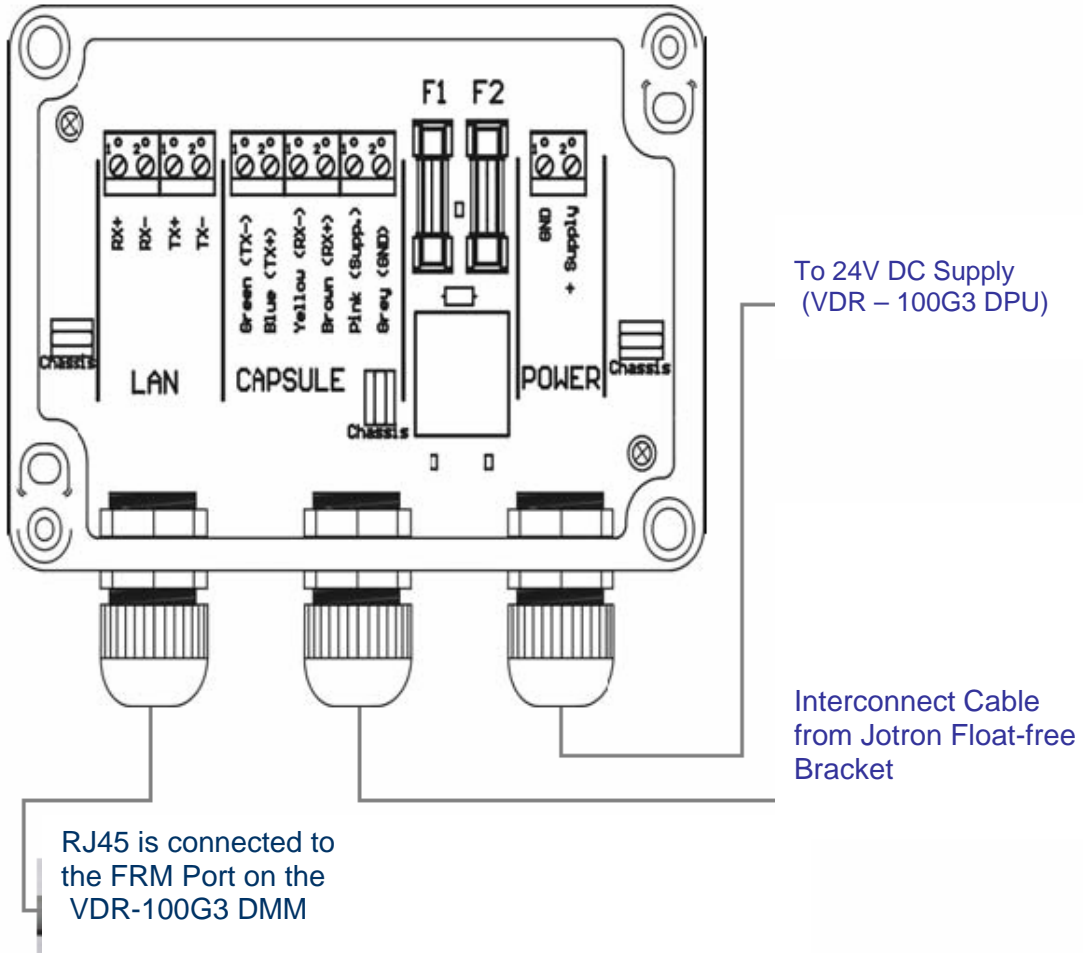 F1 F2
1 2 1 2
1 2 1 2 1 2
1 2
RX+
RX-
TX+
TX-
Green (TX-)
Blue (TX+)
Yellow (RX-)
Brown (RX+)
Pink (Supp.)
Grey (GND)
GND
+ Supply
Chassis
LAN
CAPSULE
Chassis
POWER
Chassis
To 24V DC Supply
(VDR – 100G3 DPU)
Interconnect Cable
from Jotron Float-free
Bracket
RJ45 is connected to
the FRM Port on the
VDR-100G3 DMM